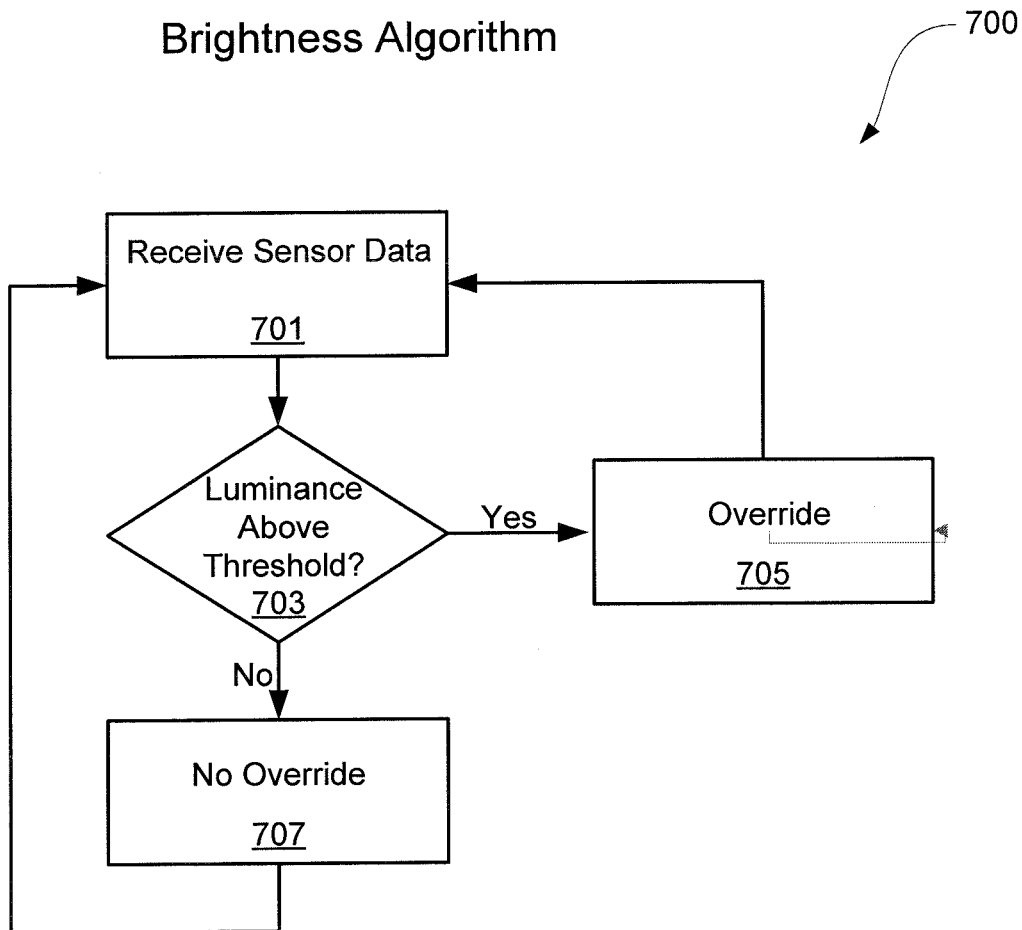 Brightness Algorithm
700
Receive Sensor Data
701
Luminance
Above
Threshold?
703
Yes
Override
705
No
No Override
707